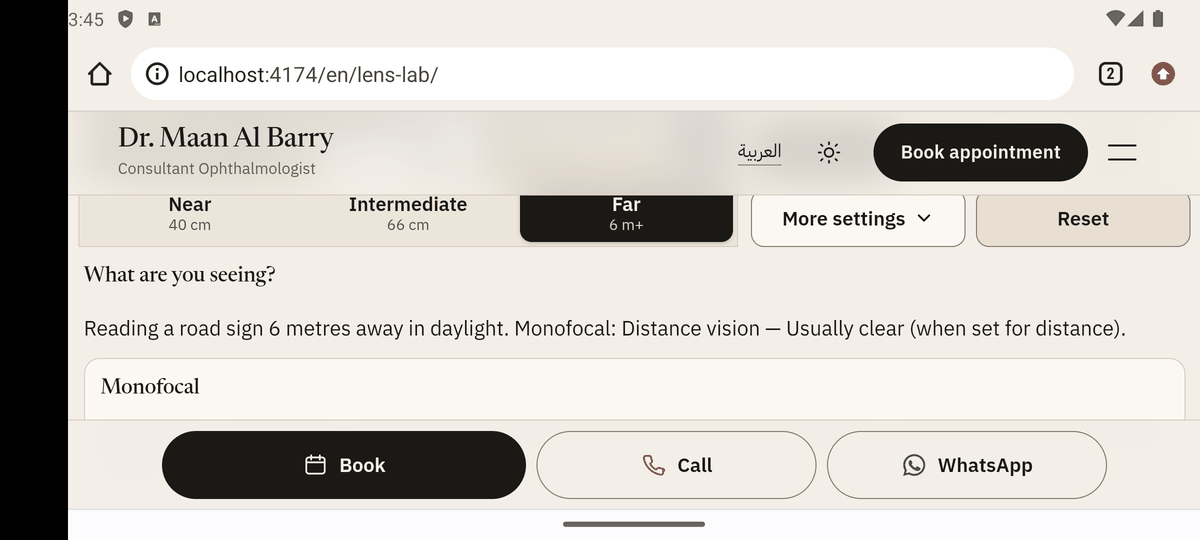 3:45
localhost:4174/en/lens-lab/
2
Dr. Maan Al Barry
Consultant Ophthalmologist
العربية
Book appointment
Near
40 cm
Intermediate
66 cm
Far
6 m+
More settings
Reset
What are you seeing?
Reading a road sign 6 metres away in daylight. Monofocal: Distance vision — Usually clear (when set for distance).
Monofocal
Book
Call
WhatsApp